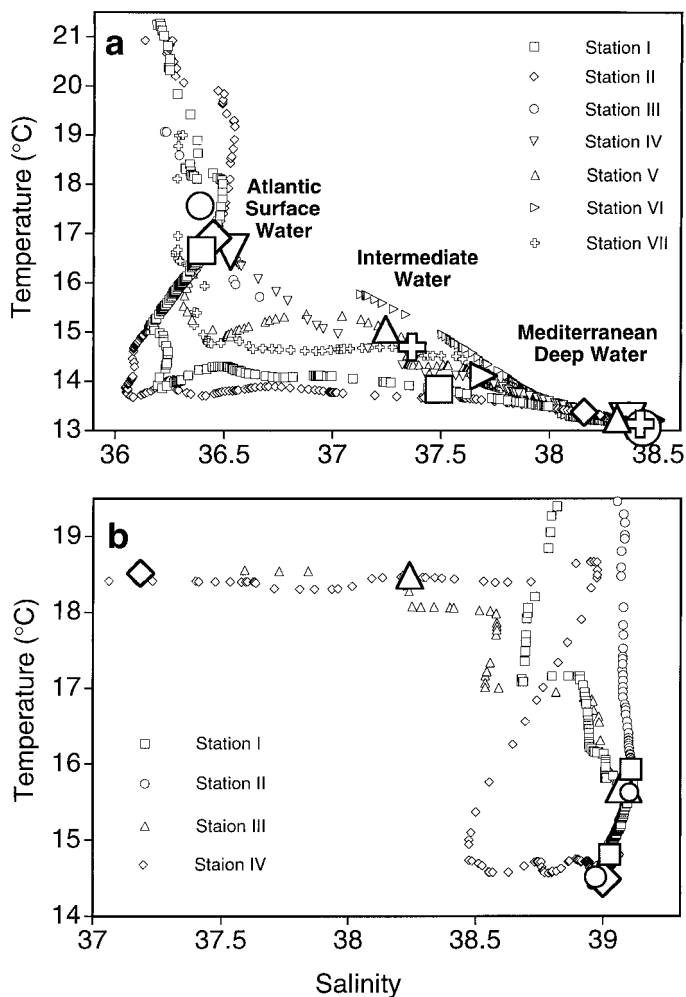 a
Temperature (°C)
21
20
19
18
17
16
15
14
13
36
36.5
37
37.5
38
38.5
Station I
Station II
Station III
Station IV
Station V
Station VI
Station VII
Atlantic
Surface
Water
Intermediate
Water
Mediterranean
Deep Water
b
Temperature (°C)
19
18
17
16
15
14
37
37.5
38
38.5
39
Station I
Station II
Staion III
Staion IV
Salinity